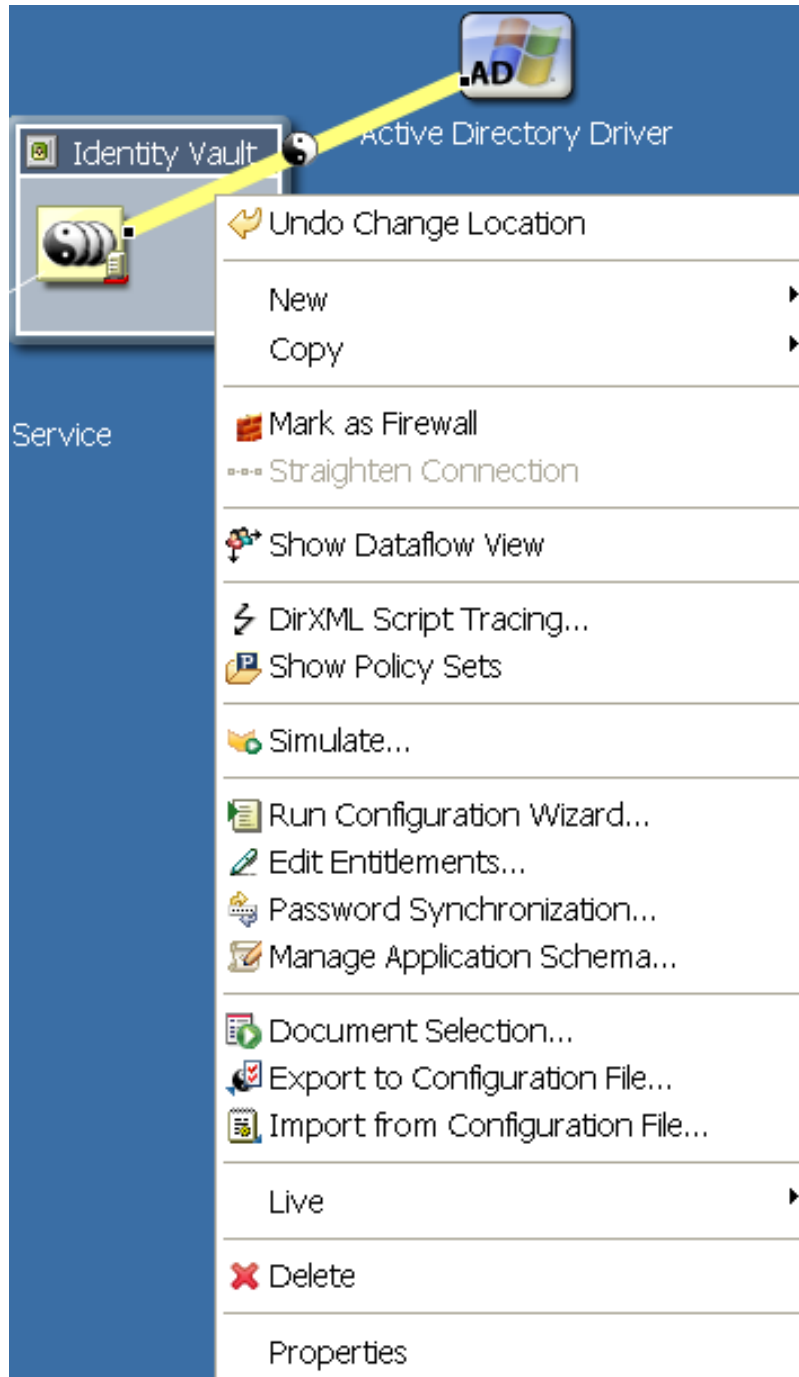 AD
Active Directory Driver
Identity Vault
Service
Undo Change Location
New
Copy
Mark as Firewall
Straighten Connection
Show Dataflow View
DirXML Script Tracing...
P
Show Policy Sets
Simulate...
Run Configuration Wizard...
Edit Entitlements...
Password Synchronization...
Manage Application Schema...
Document Selection...
Export to Configuration File...
Import from Configuration File...
Live
Delete
Properties